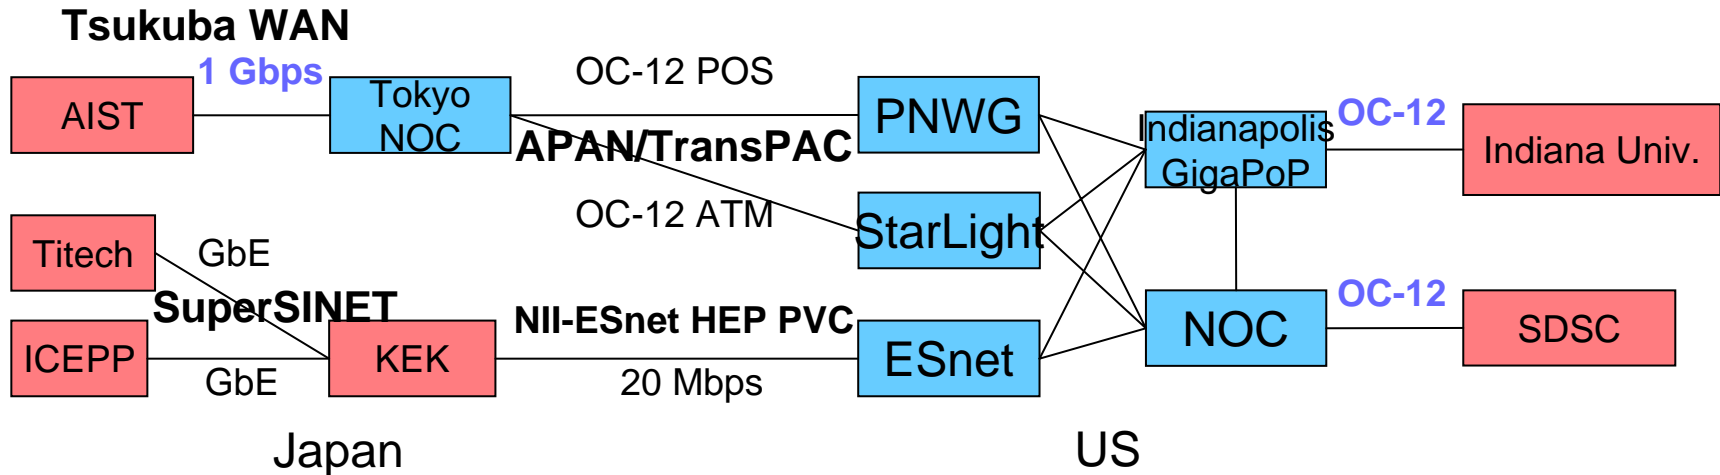 Tsukuba WAN
1 Gbps
OC-12 POS
AIST
Tokyo
NOC
PNWG
Indianapolis
GigaPoP
OC-12
Indiana Univ.
APAN/TransPAC
OC-12 ATM
StarLight
Titech
GbE
SuperSINET
NII-ESnet HEP PVC
OC-12
ICEPP
KEK
ESnet
NOC
SDSC
GbE
20 Mbps
Japan
US